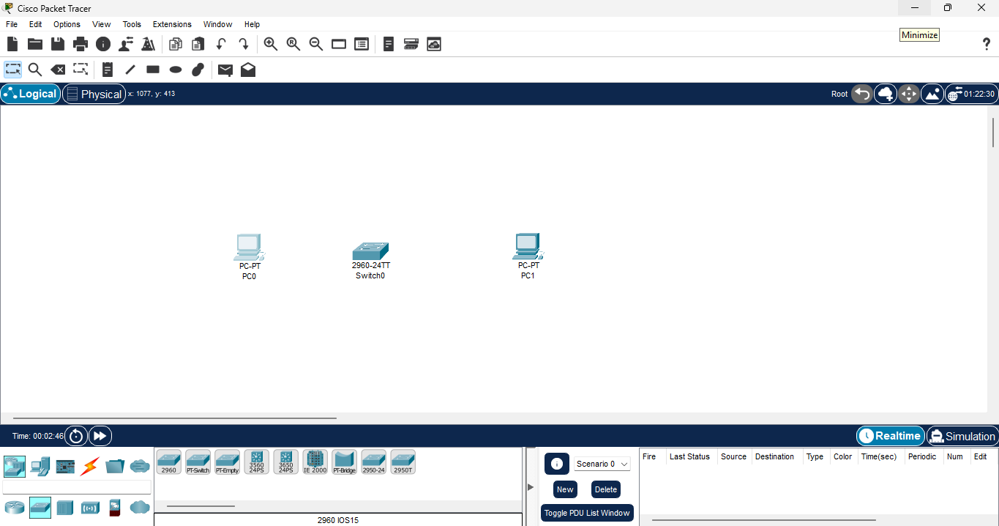 Cisco Packet Tracer
File Edit Options View Tools Extensions Window Help
Minimize
?
Logical Physical x: 1077, y: 413 Root 01:22:30
PC-PT
PC0
2960-24TT
Switch0
PC-PT
PC1
Time: 00:02:46 Realtime Simulation
2960 PT-Switch PT-Empty 3560 24PS 3650 24PS IE 2000 PT-Bridge 2950-24 2950T
2960 IOS15
Scenario 0
New Delete
Toggle PDU List Window
Fire Last Status Source Destination Type Color Time(sec) Periodic Num Edit